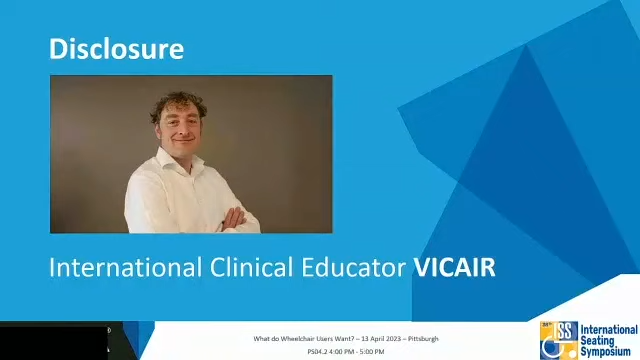 Disclosure
International Clinical Educator VICAIR
What do Wheelchair Users Want? – 13 April 2023 – Pittsburgh
PS04.2 4:00 PM - 5:00 PM
ISS
International
Seating
Symposium